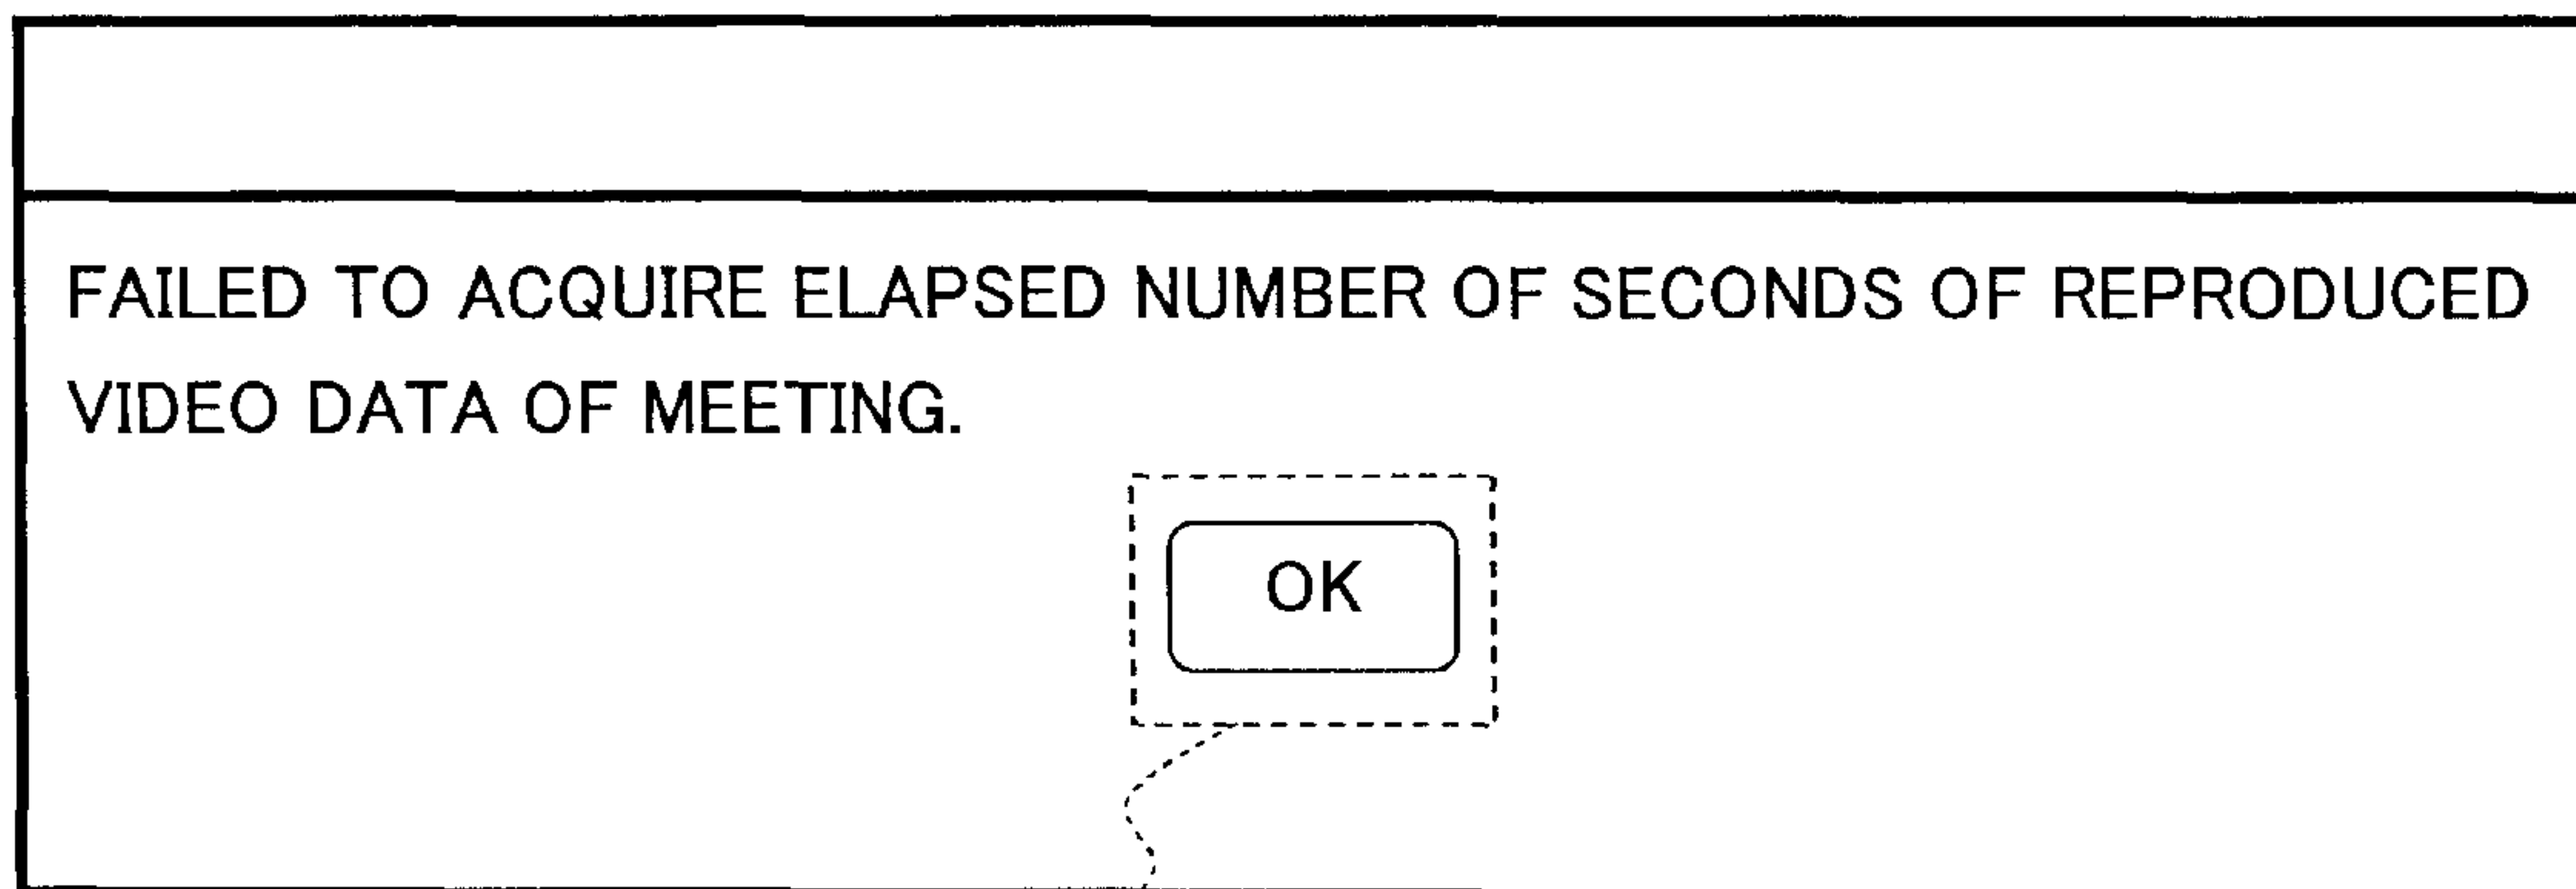 FAILED TO ACQUIRE ELAPSED NUMBER OF SECONDS OF REPRODUCED
VIDEO DATA OF MEETING.
OK